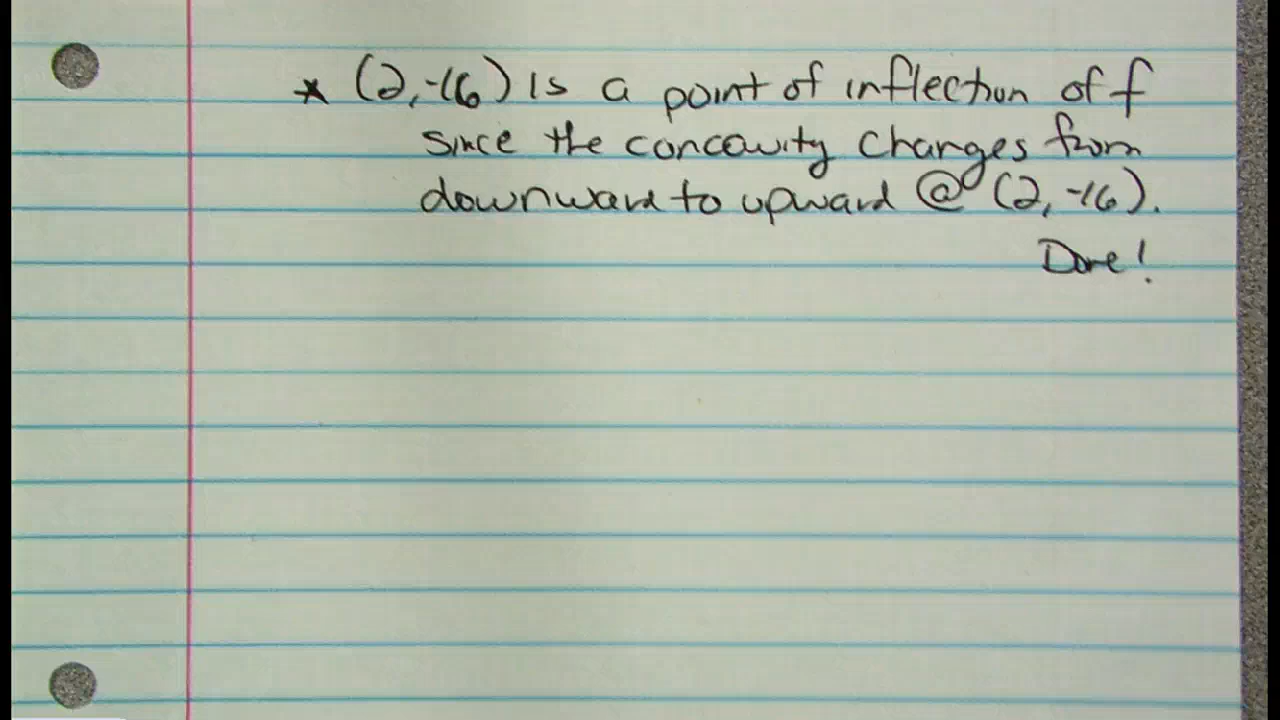 * (2,-16) is a point of inflection of f
since the concavity changes from
downward to upward @ (2,-16).
Done!